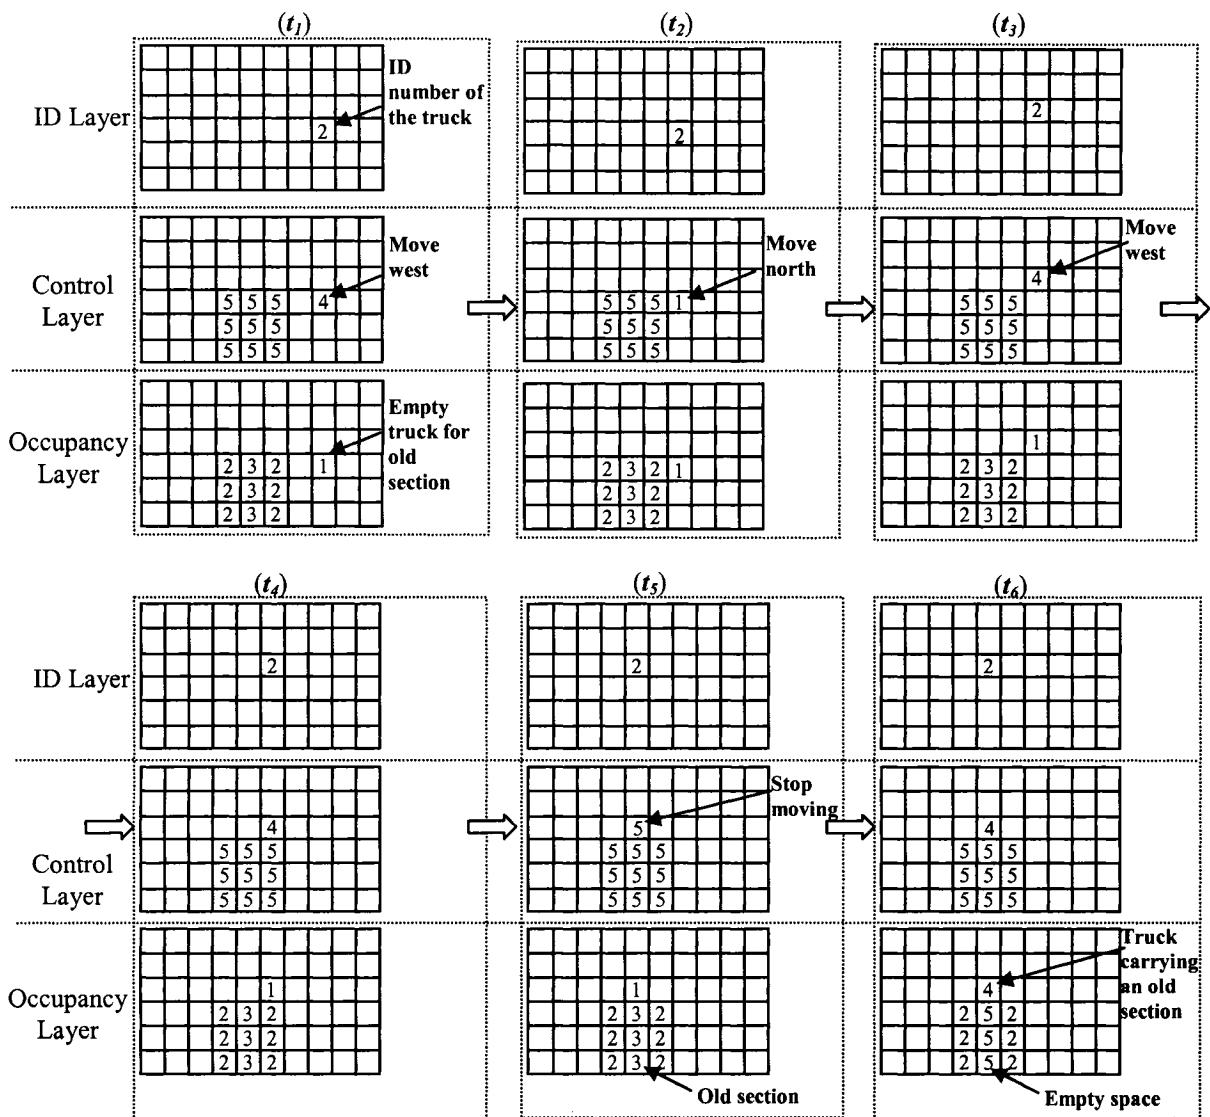 (t1) (t2) (t3)
ID Layer
ID
number of
the truck
2 2 2
Control
Layer
Move
west
Move
north
Move
west
4
5 5 5 4 5 5 5 1 5 5 5
5 5 5 5 5 5 5 5 5
5 5 5 5 5 5 5 5 5
Occupancy
Layer
Empty
truck for
old
section
1
2 3 2 1 2 3 2 1 2 3 2
2 3 2 2 3 2 2 3 2
2 3 2 2 3 2 2 3 2
(t4) (t5) (t6)
ID Layer
2 2 2
Control
Layer
Stop
moving
4 5 4
5 5 5 5 5 5 5 5 5
5 5 5 5 5 5 5 5 5
5 5 5 5 5 5 5 5 5
Occupancy
Layer
Truck
carrying
an old
section
1 1 4
2 3 2 2 3 2 2 5 2
2 3 2 2 3 2 2 5 2
2 3 2 2 3 2 2 5 2
Old section
Empty space